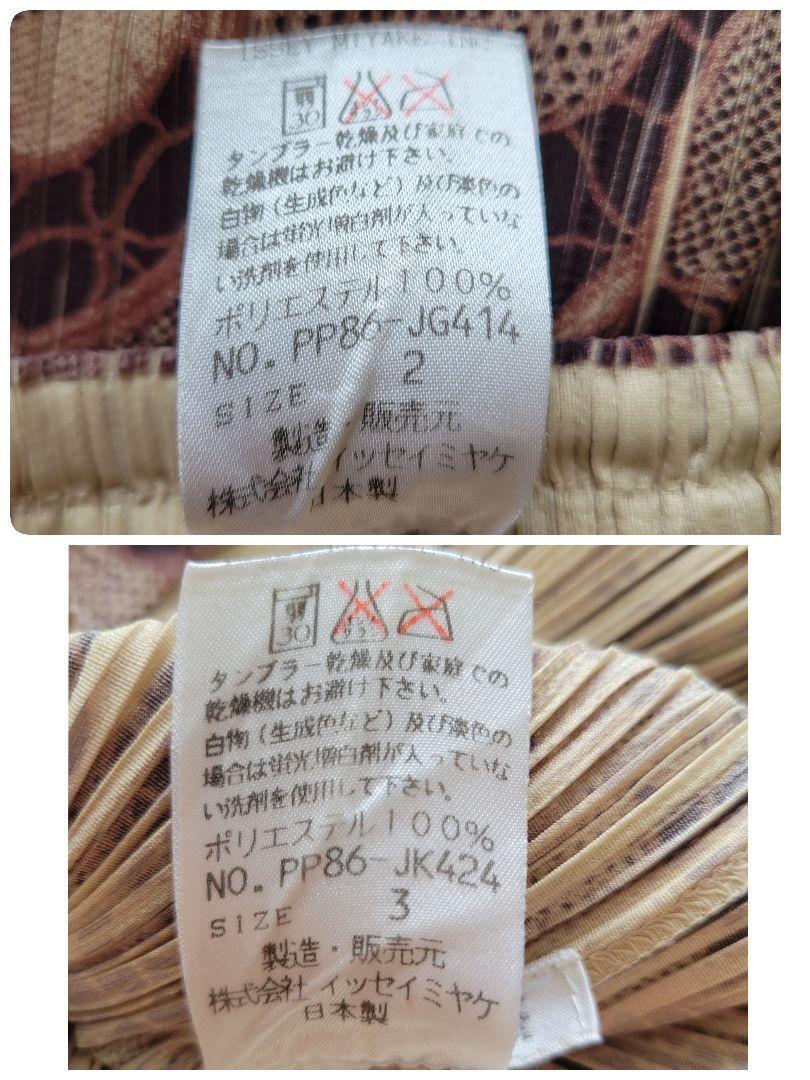 ISSEY MIYAKE INC.
弱
30
タンブラー乾燥及び家庭での
乾燥機はお避け下さい。
白物（生成色など）及び淡色の
場合は蛍光増白剤が入っていな
い洗剤を使用して下さい。
ポリエステル100%
NO. PP86-JG414
SIZE 2
製造・販売元
株式会社 イッセイミヤケ
日本製
弱
30
タンブラー乾燥及び家庭での
乾燥機はお避け下さい。
白物（生成色など）及び淡色の
場合は蛍光増白剤が入っていな
い洗剤を使用して下さい。
ポリエステル100%
NO. PP86-JK424
SIZE 3
製造・販売元
株式会社 イッセイミヤケ
日本製